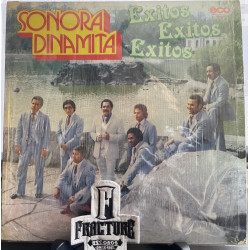 SONORA
DINAMITA
Exitos
Exitos
Exitos
F
FRACTURE
RECORDS